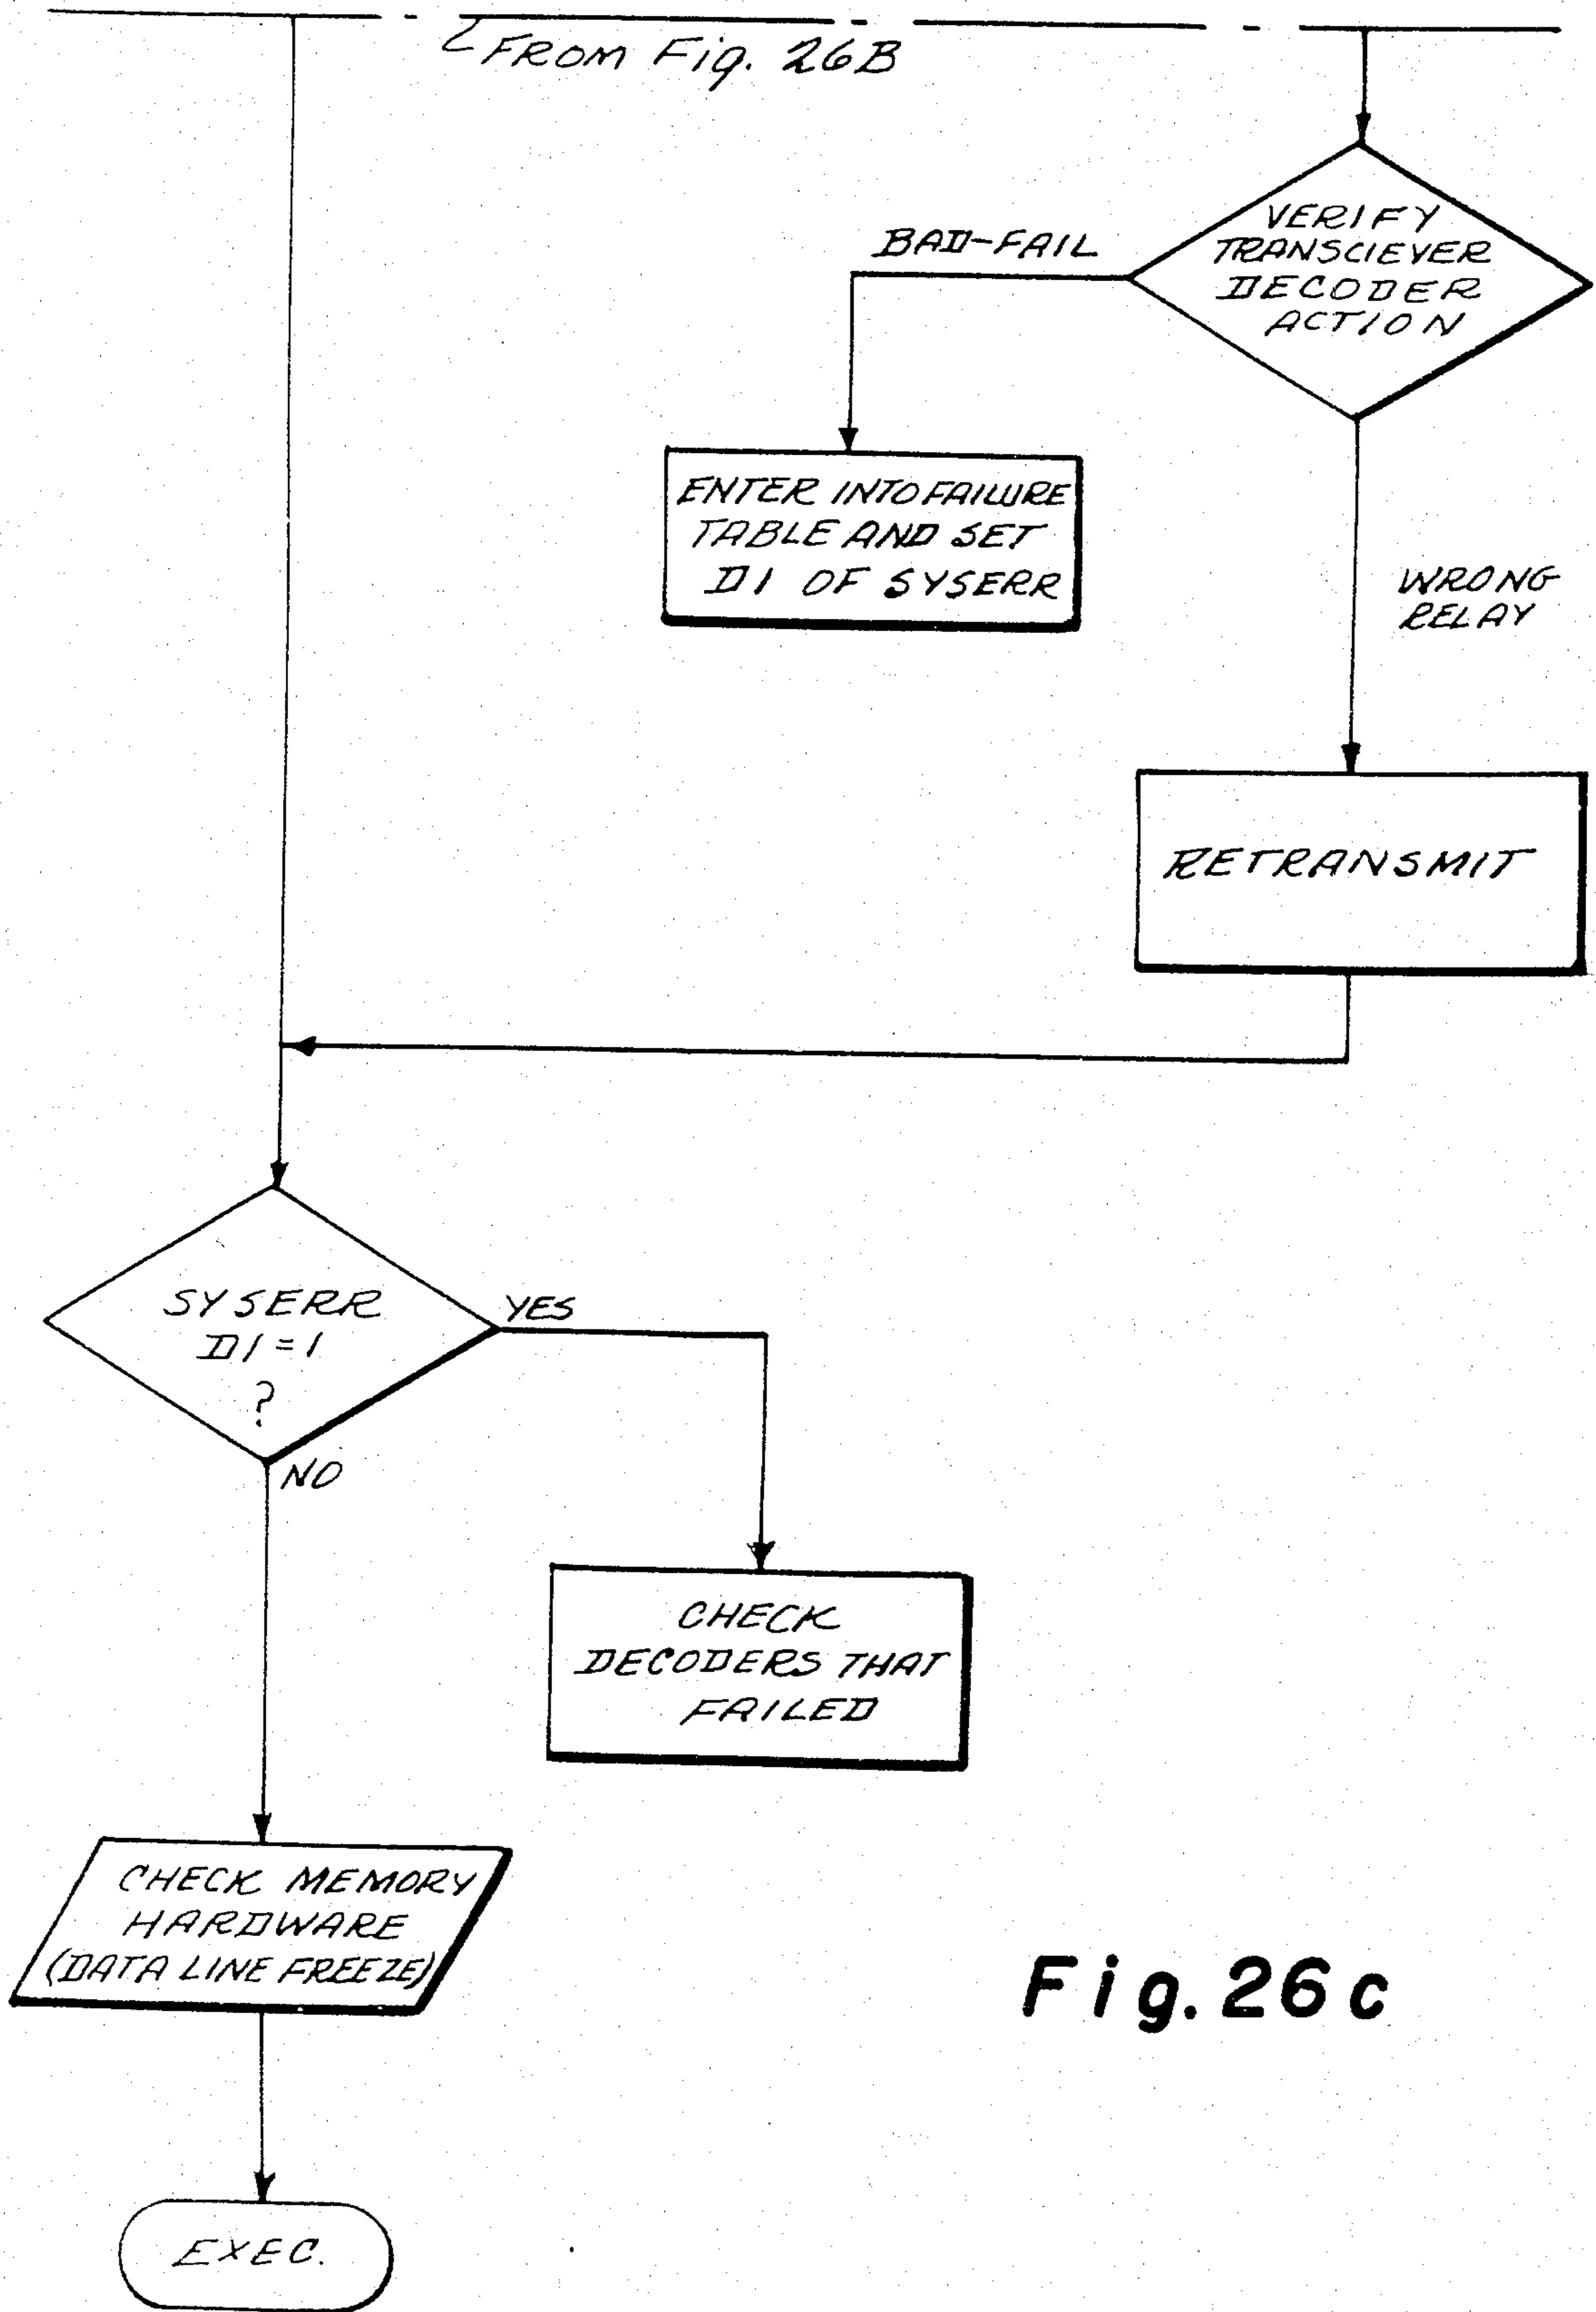 FROM Fig. 26B
VERIFY
TRANSCIEVER
DECODER
ACTION
BAD-FAIL
ENTER INTO FAILURE
TABLE AND SET
D1 OF SYSERR
WRONG
RELAY
RETRANSMIT
SYSERR
D1=1
?
YES
NO
CHECK
DECODERS THAT
FAILED
CHECK MEMORY
HARDWARE
(DATA LINE FREEZE)
Fig. 26c
EXEC.